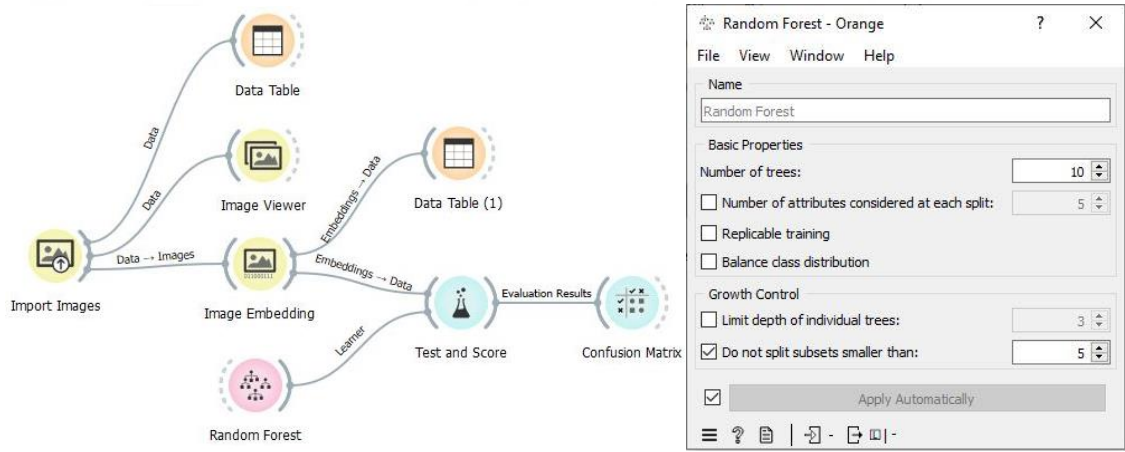 Data Table
Data
Image Viewer
Data
Data Table (1)
Embeddings → Data
Import Images
Data → Images
Image Embedding
Embeddings → Data
Test and Score
Evaluation Results
Confusion Matrix
Learner
Random Forest
Random Forest - Orange
? X
File View Window Help
Name
Random Forest
Basic Properties
Number of trees: 10
Number of attributes considered at each split: 5
Replicable training
Balance class distribution
Growth Control
Limit depth of individual trees: 3
Do not split subsets smaller than: 5
Apply Automatically